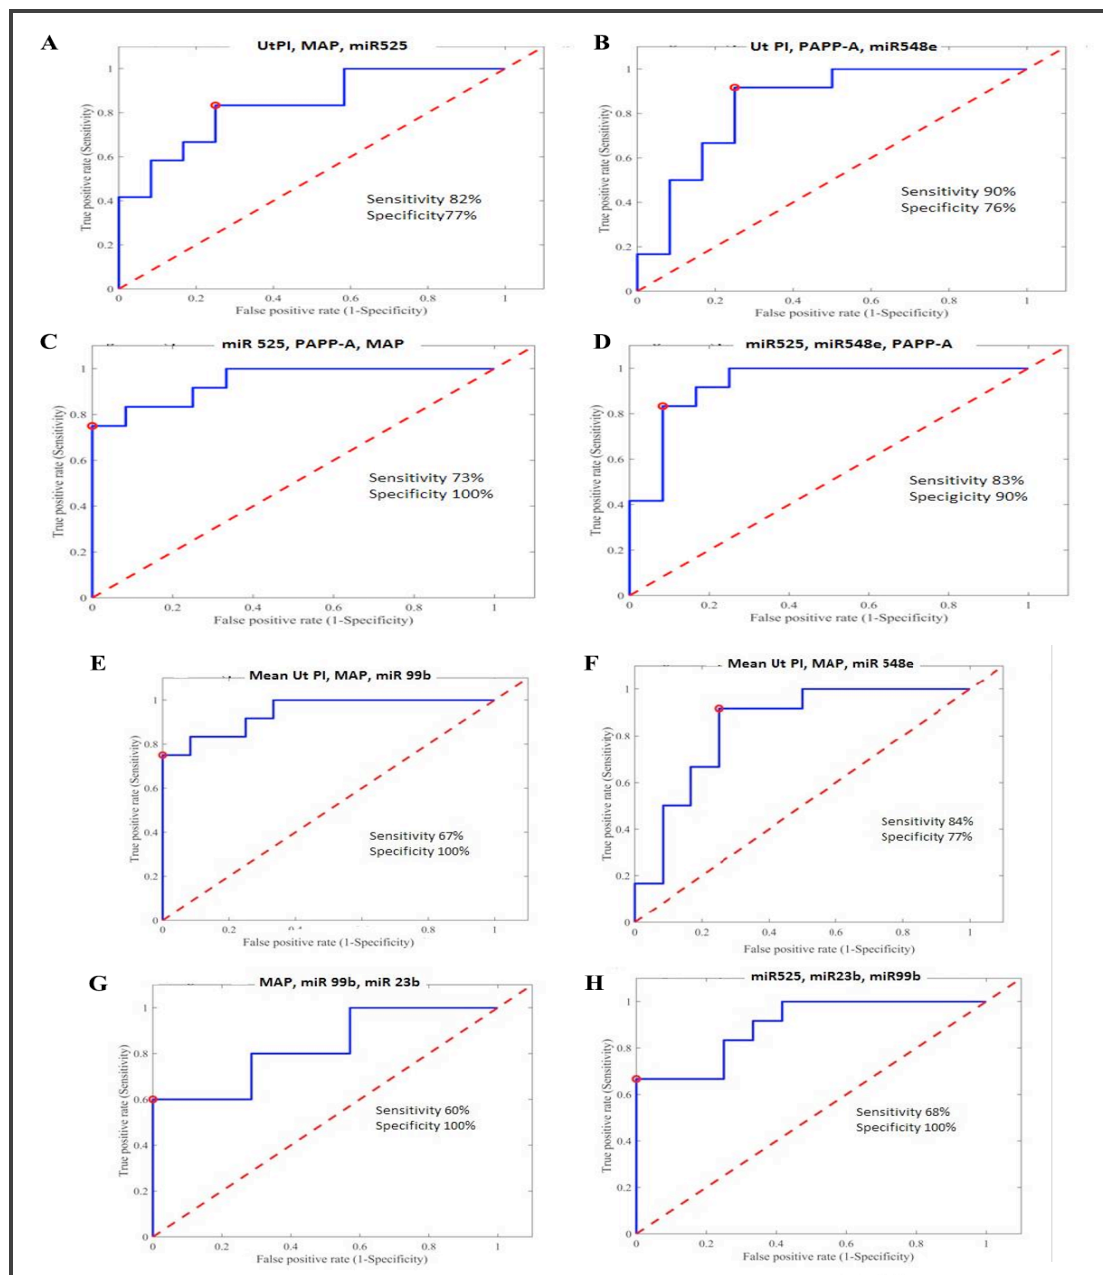 A
UtPI, MAP, miR525
True positive rate (Sensitivity)
1
0.8
0.6
0.4
0.2
0
Sensitivity 82%
Specificity77%
0 0.2 0.4 0.6 0.8 1
False positive rate (1-Specificity)
B
Ut PI, PAPP-A, miR548e
True positive rate (Sensitivity)
1
0.8
0.6
0.4
0.2
0
Sensitivity 90%
Specificity 76%
0 0.2 0.4 0.6 0.8 1
False positive rate (1-Specificity)
C
miR 525, PAPP-A, MAP
True positive rate (Sensitivity)
1
0.8
0.6
0.4
0.2
0
Sensitivity 73%
Specificity 100%
0 0.2 0.4 0.6 0.8 1
False positive rate (1-Specificity)
D
miR525, miR548e, PAPP-A
True positive rate (Sensitivity)
1
0.8
0.6
0.4
0.2
0
Sensitivity 83%
Specigicity 90%
0 0.2 0.4 0.6 0.8 1
False positive rate (1-Specificity)
E
Mean Ut PI, MAP, miR 99b
True positive rate (Sensitivity)
1
0.8
0.6
0.4
0.2
0
Sensitivity 67%
Specificity 100%
0 0.2 0.4 0.6 0.8 1
False positive rate (1-Specificity)
F
Mean Ut PI, MAP, miR 548e
True positive rate (Sensitivity)
1
0.8
0.6
0.4
0.2
0
Sensitivity 84%
Specificity 77%
0 0.2 0.4 0.6 0.8 1
False positive rate (1-Specificity)
G
MAP, miR 99b, miR 23b
True positive rate (Sensitivity)
1
0.8
0.6
0.4
0.2
0
Sensitivity 60%
Specificity 100%
0 0.2 0.4 0.6 0.8 1
False positive rate (1-Specificity)
H
miR525, miR23b, miR99b
True positive rate (Sensitivity)
1
0.8
0.6
0.4
0.2
0
Sensitivity 68%
Specificity 100%
0 0.2 0.4 0.6 0.8 1
False positive rate (1-Specificity)